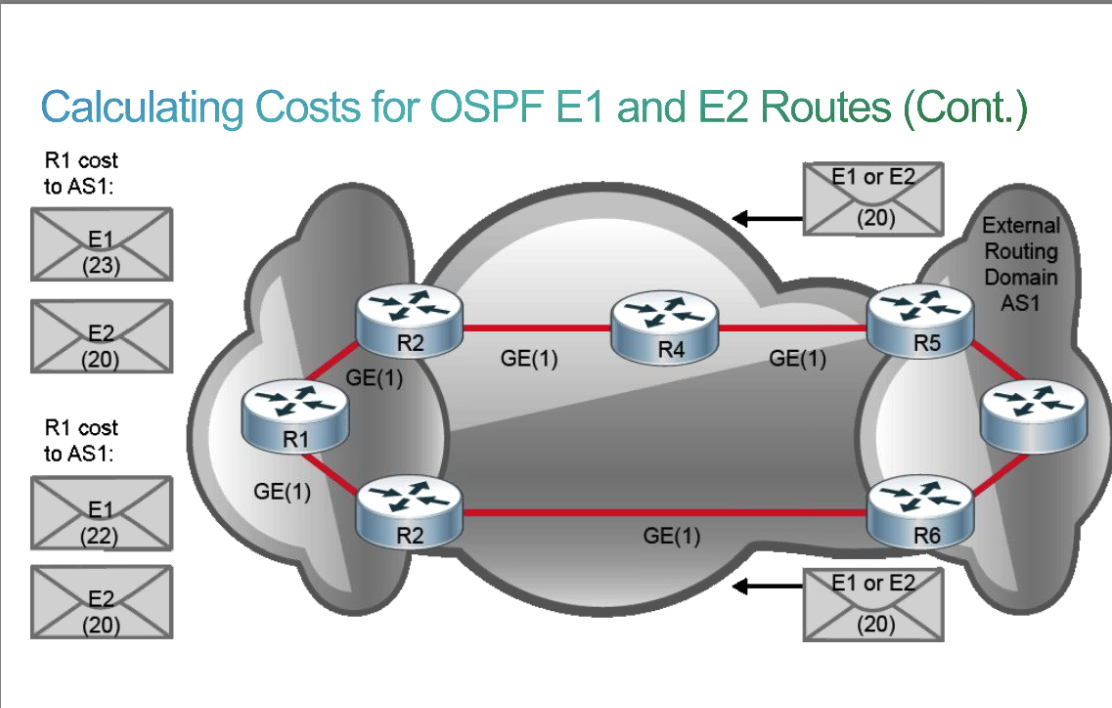 Calculating Costs for OSPF E1 and E2 Routes (Cont.)
R1 cost
to AS1:
E1
(23)
E2
(20)
R1 cost
to AS1:
E1
(22)
E2
(20)
E1 or E2
(20)
External
Routing
Domain
AS1
R2
R4
R5
GE(1)
GE(1)
GE(1)
R1
GE(1)
R2
GE(1)
R6
E1 or E2
(20)